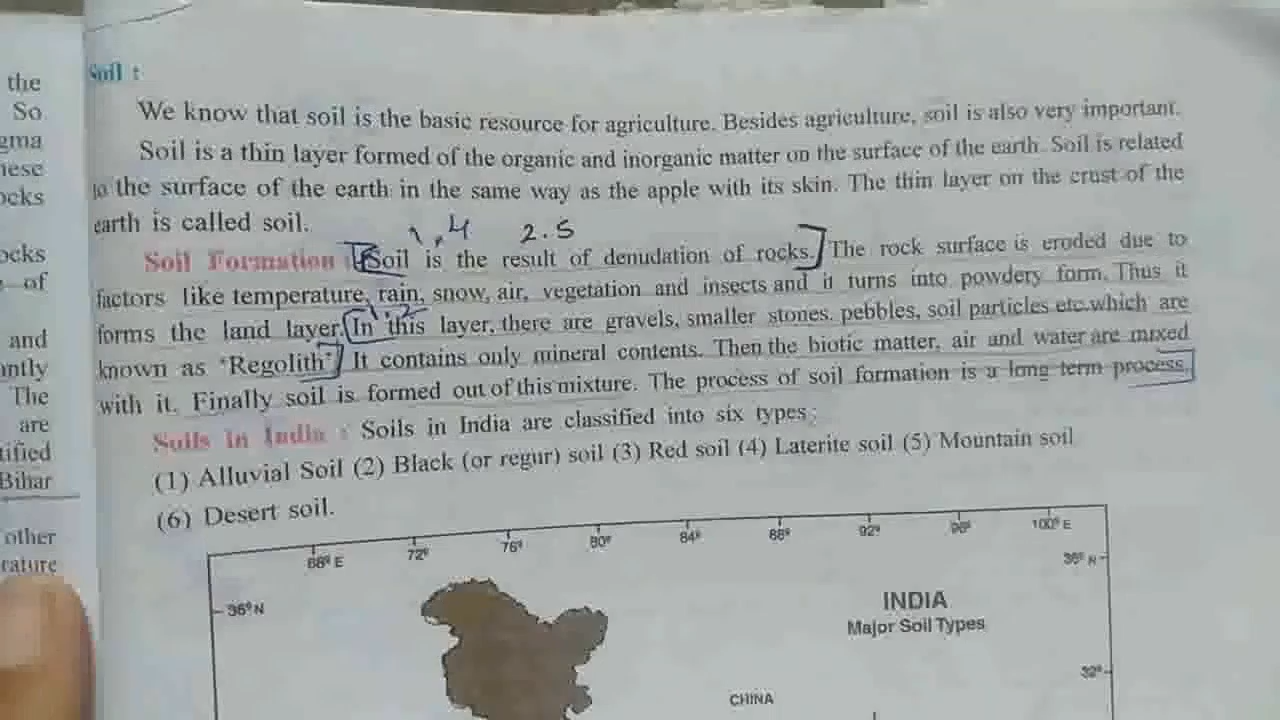 the
So
gma
hese
ocks
ocks
of
and
antly
The
are
tified
Bihar
other
rature
Soil :
We know that soil is the basic resource for agriculture. Besides agriculture, soil is also very important.
Soil is a thin layer formed of the organic and inorganic matter on the surface of the earth. Soil is related
to the surface of the earth in the same way as the apple with its skin. The thin layer on the crust of the
earth is called soil.
1,4 2.5
Soil Formation : Soil is the result of denudation of rocks. The rock surface is eroded due to
factors like temperature, rain, snow, air, vegetation and insects and it turns into powdery form. Thus it
1.2
forms the land layer. In this layer, there are gravels, smaller stones, pebbles, soil particles etc.which are
known as 'Regolith'. It contains only mineral contents. Then the biotic matter, air and water are mixed
with it. Finally soil is formed out of this mixture. The process of soil formation is a long term process.
Soils in India : Soils in India are classified into six types :
(1) Alluvial Soil (2) Black (or regur) soil (3) Red soil (4) Laterite soil (5) Mountain soil
(6) Desert soil.
68° E 72° 76° 80° 84° 88° 92° 96° 100° E
36° N 36° N
INDIA
Major Soil Types
32°
CHINA